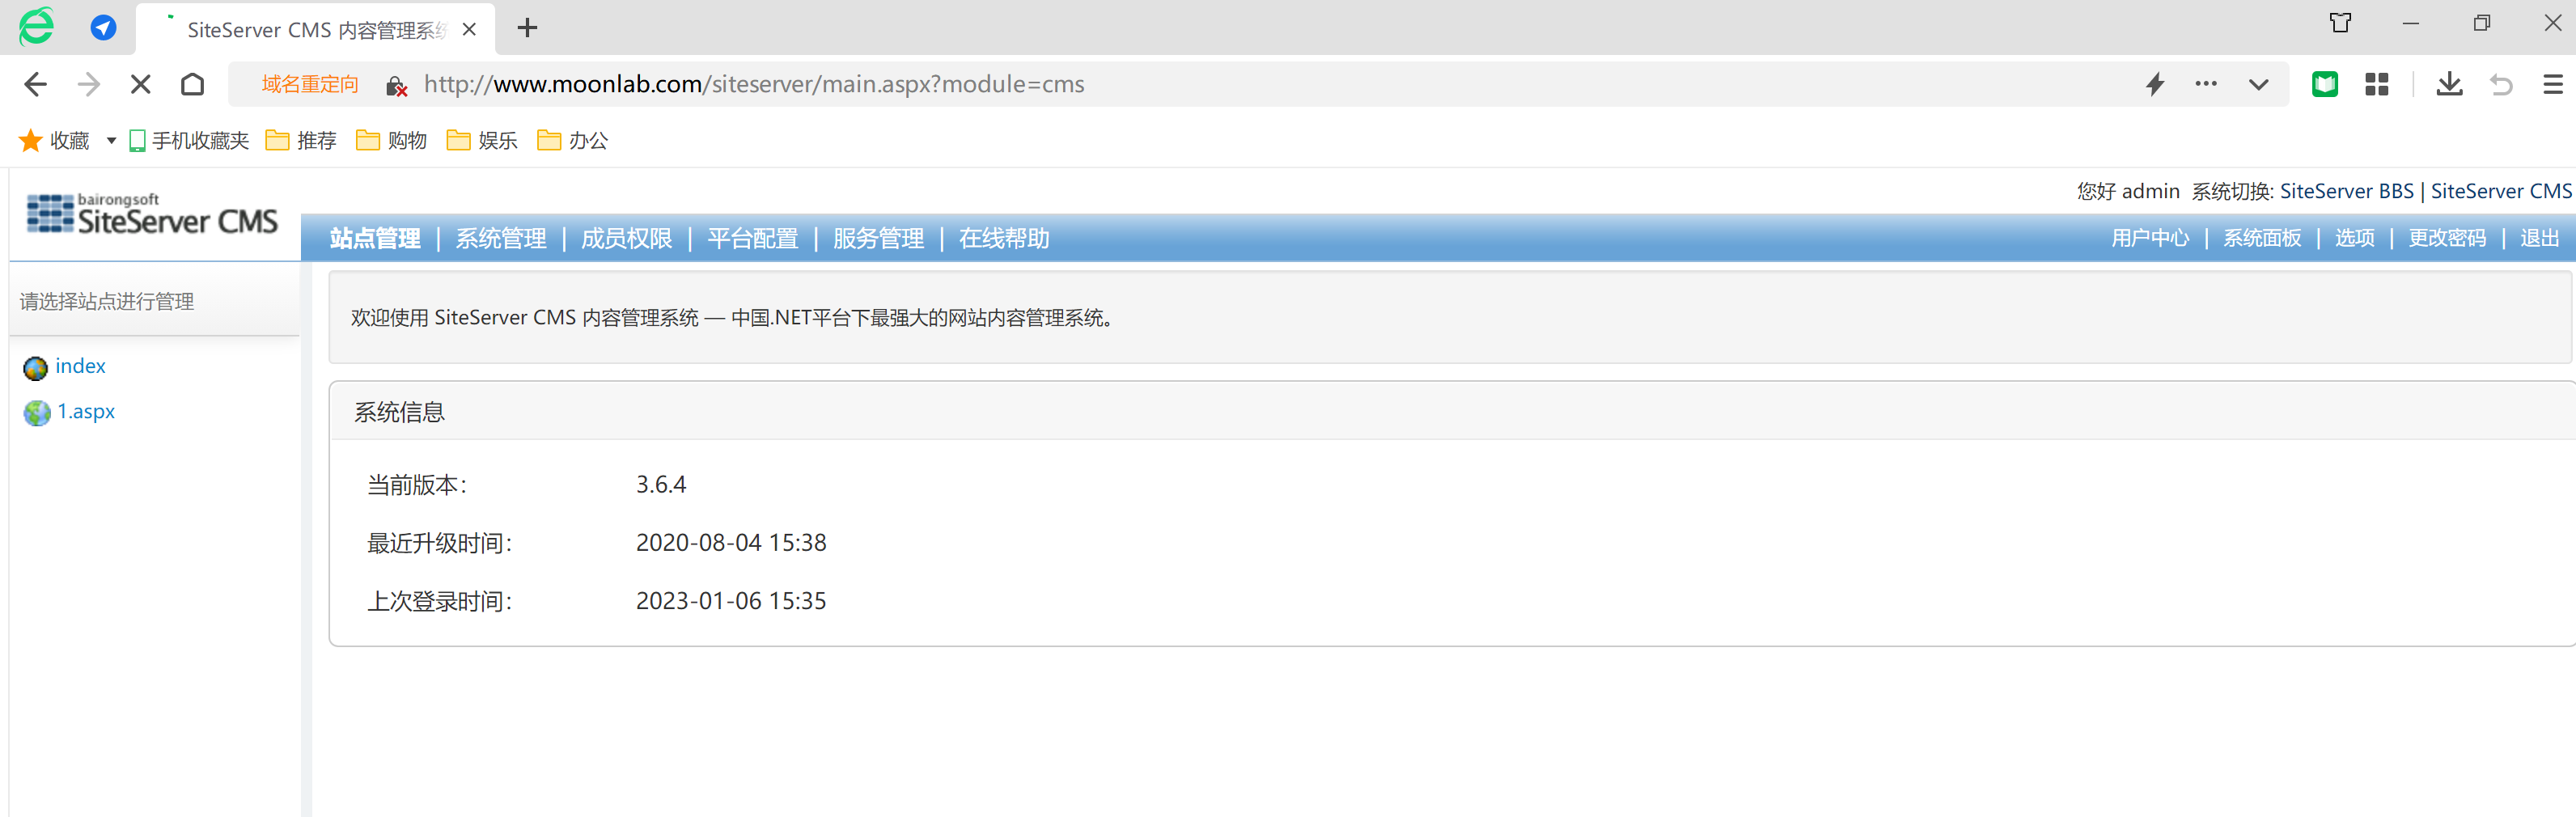 SiteServer CMS 内容管理系统
域名重定向 http://www.moonlab.com/siteserver/main.aspx?module=cms
收藏 手机收藏夹 推荐 购物 娱乐 办公
bairongsoft
SiteServer CMS
您好 admin 系统切换: SiteServer BBS | SiteServer CMS
站点管理 | 系统管理 | 成员权限 | 平台配置 | 服务管理 | 在线帮助
用户中心 | 系统面板 | 选项 | 更改密码 | 退出
请选择站点进行管理
index
1.aspx
欢迎使用 SiteServer CMS 内容管理系统 — 中国.NET平台下最强大的网站内容管理系统。
系统信息
当前版本： 3.6.4
最近升级时间： 2020-08-04 15:38
上次登录时间： 2023-01-06 15:35